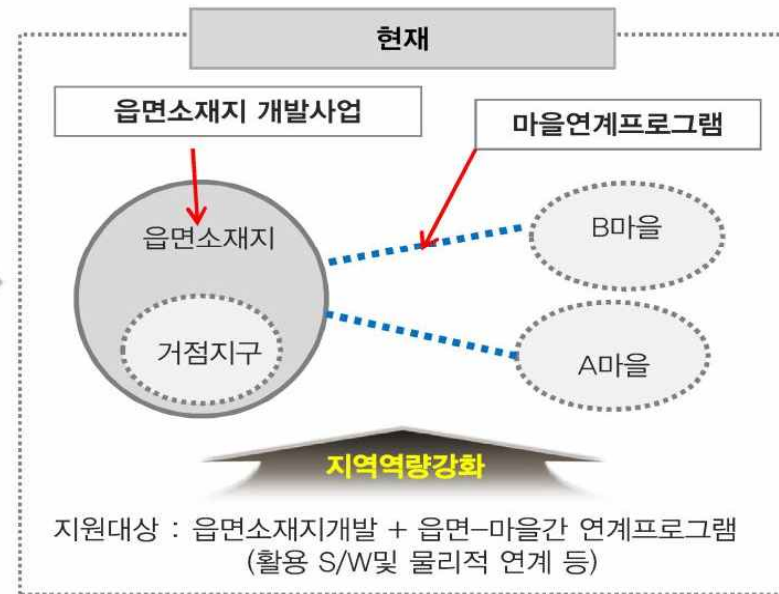 현재
읍면소재지 개발사업
마을연계프로그램
읍면소재지
B마을
거점지구
A마을
지역역량강화
지원대상 : 읍면소재지개발 + 읍면-마을간 연계프로그램
(활용 S/W및 물리적 연계 등)